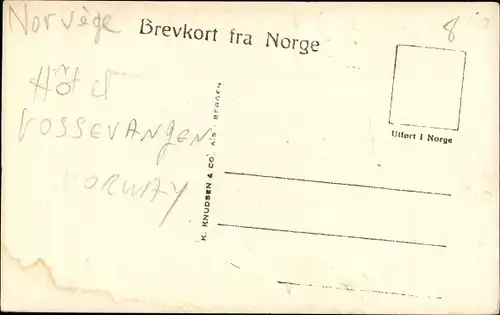 Norvège
Brevkort fra Norge
8
Hôtel
VOSSEVANGEN
NORWAY
Utført i Norge
K. KNUDSEN & CO. A/S. BERGEN